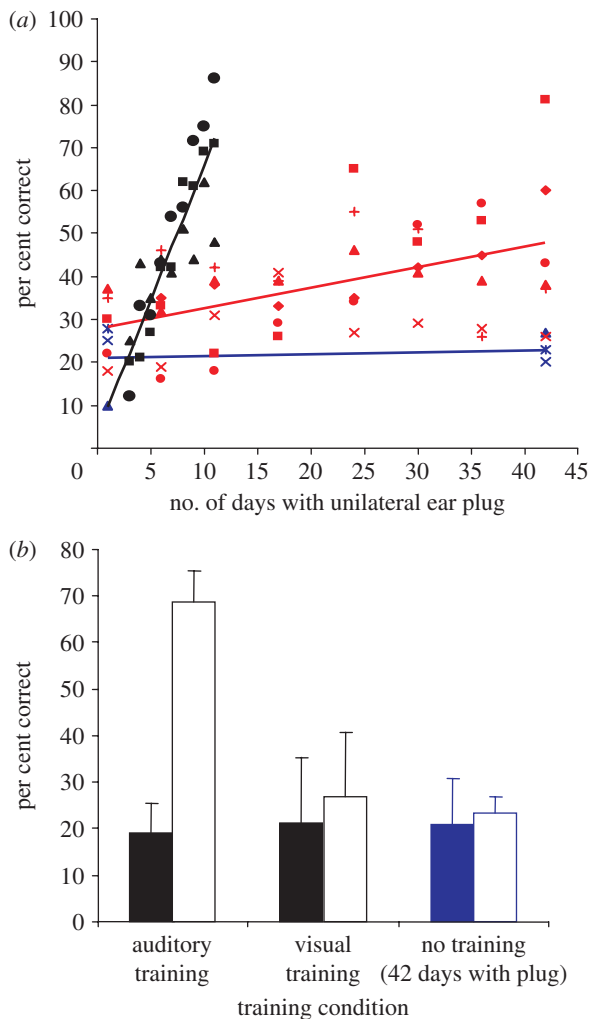 (a)
100
90
80
70
60
50
40
30
20
10
per cent correct
0 5 10 15 20 25 30 35 40 45
no. of days with unilateral ear plug
(b)
80
70
60
50
40
30
20
10
0
per cent correct
auditory visual no training
training training (42 days with plug)
training condition